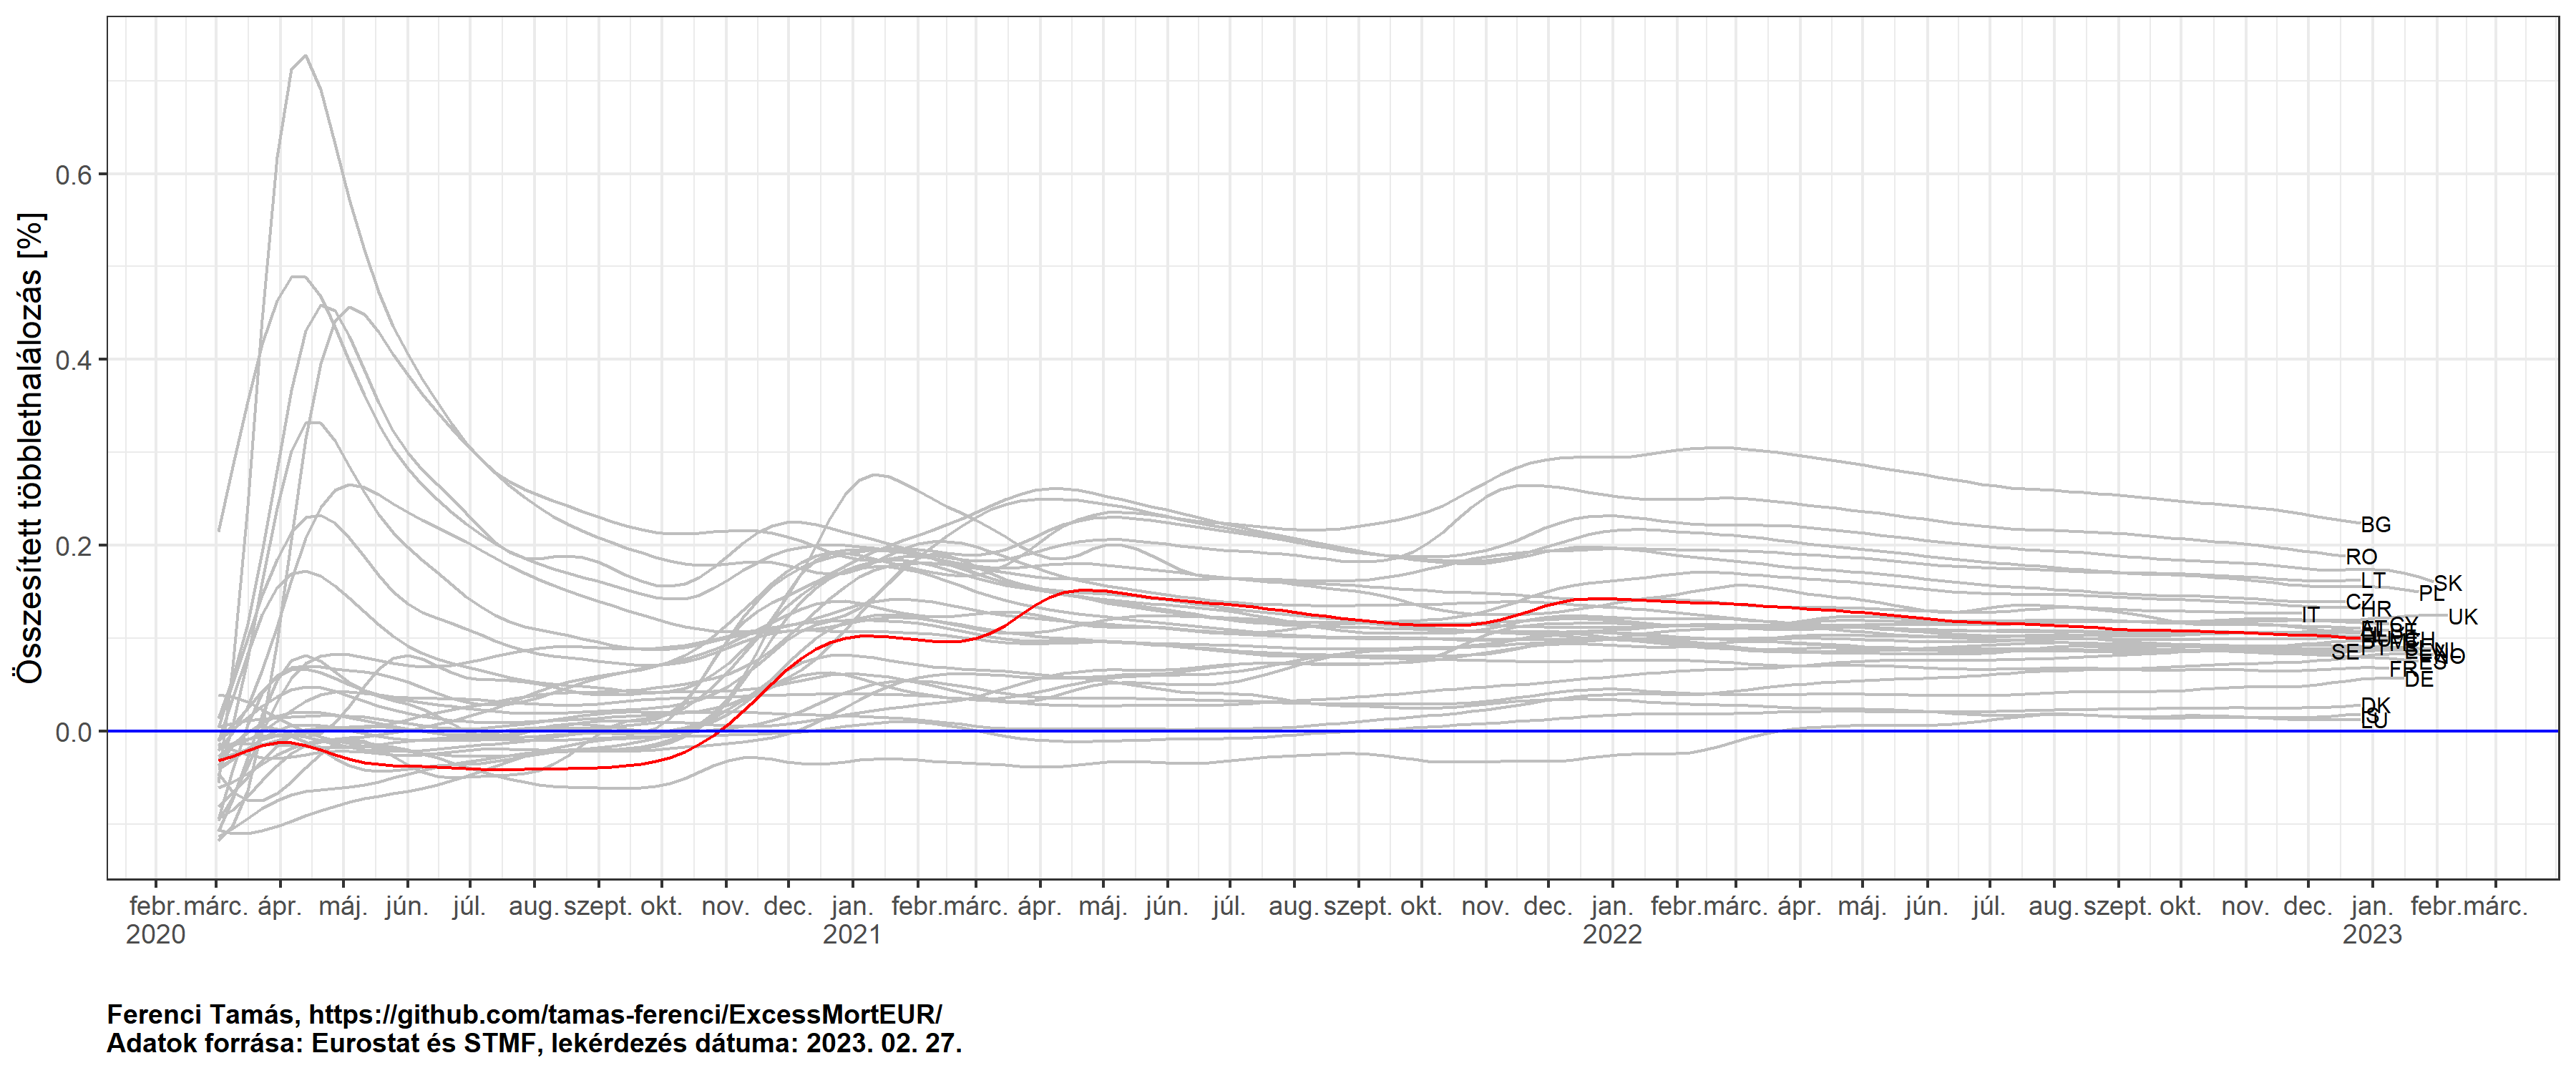 Összesített többlethalálozás [%]
0.6
0.4
0.2
0.0
BG
RO
LT
SK
CZ
PL
HR
IT
UK
CY
SE
NO
FR
ES
DE
DK
IS
LU
febr. márc. ápr. máj. jún. júl. aug. szept. okt. nov. dec. jan. febr. márc. ápr. máj. jún. júl. aug. szept. okt. nov. dec. jan. febr. márc. ápr. máj. jún. júl. aug. szept. okt. nov. dec. jan. febr. márc.
2020 2021 2022 2023
Ferenci Tamás, https://github.com/tamas-ferenci/ExcessMortEUR/
Adatok forrása: Eurostat és STMF, lekérdezés dátuma: 2023. 02. 27.